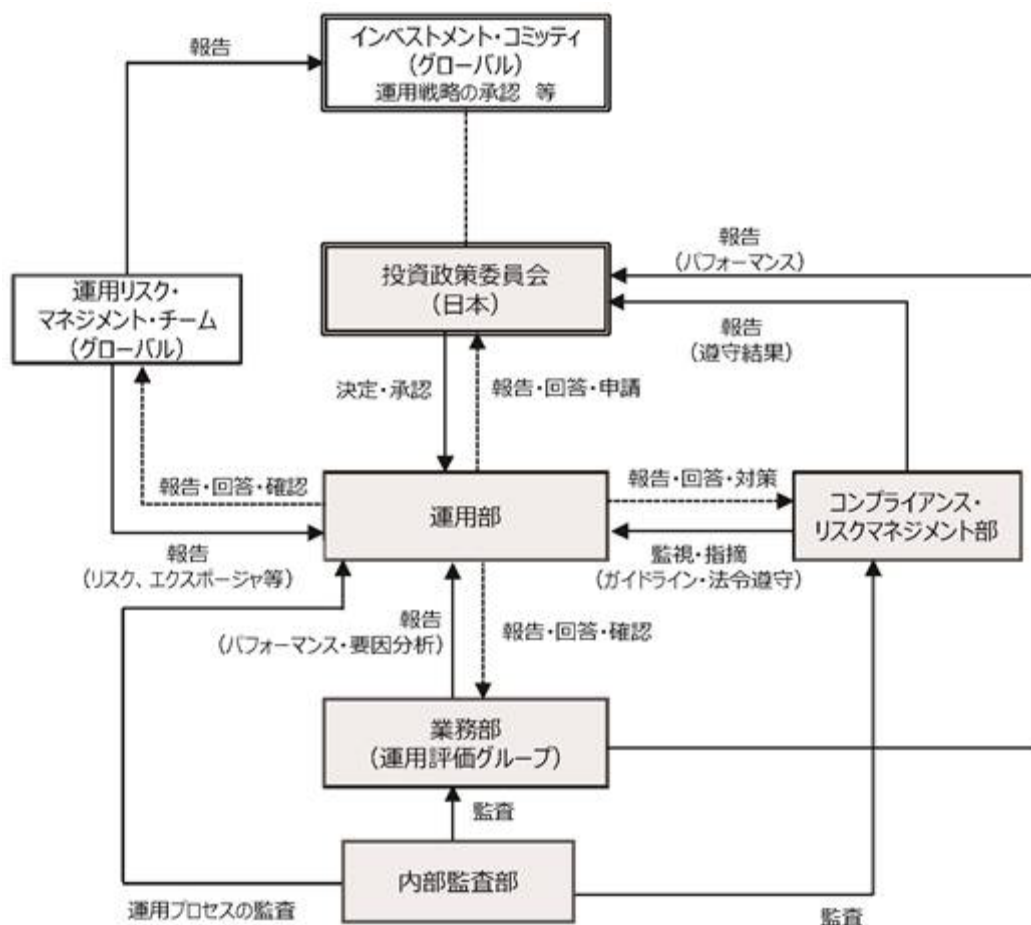 報告
インベストメント・コミッティ
(グローバル)
運用戦略の承認 等
報告
(パフォーマンス)
投資政策委員会
(日本)
運用リスク・
マネジメント・チーム
(グローバル)
報告
(遵守結果)
決定・承認
報告・回答・申請
報告・回答・確認
運用部
報告・回答・対策
コンプライアンス・
リスクマネジメント部
報告
(リスク、エクスポージャ等)
監視・指摘
(ガイドライン・法令遵守)
報告
(パフォーマンス・要因分析)
報告・回答・確認
業務部
(運用評価グループ)
監査
内部監査部
運用プロセスの監査
監査